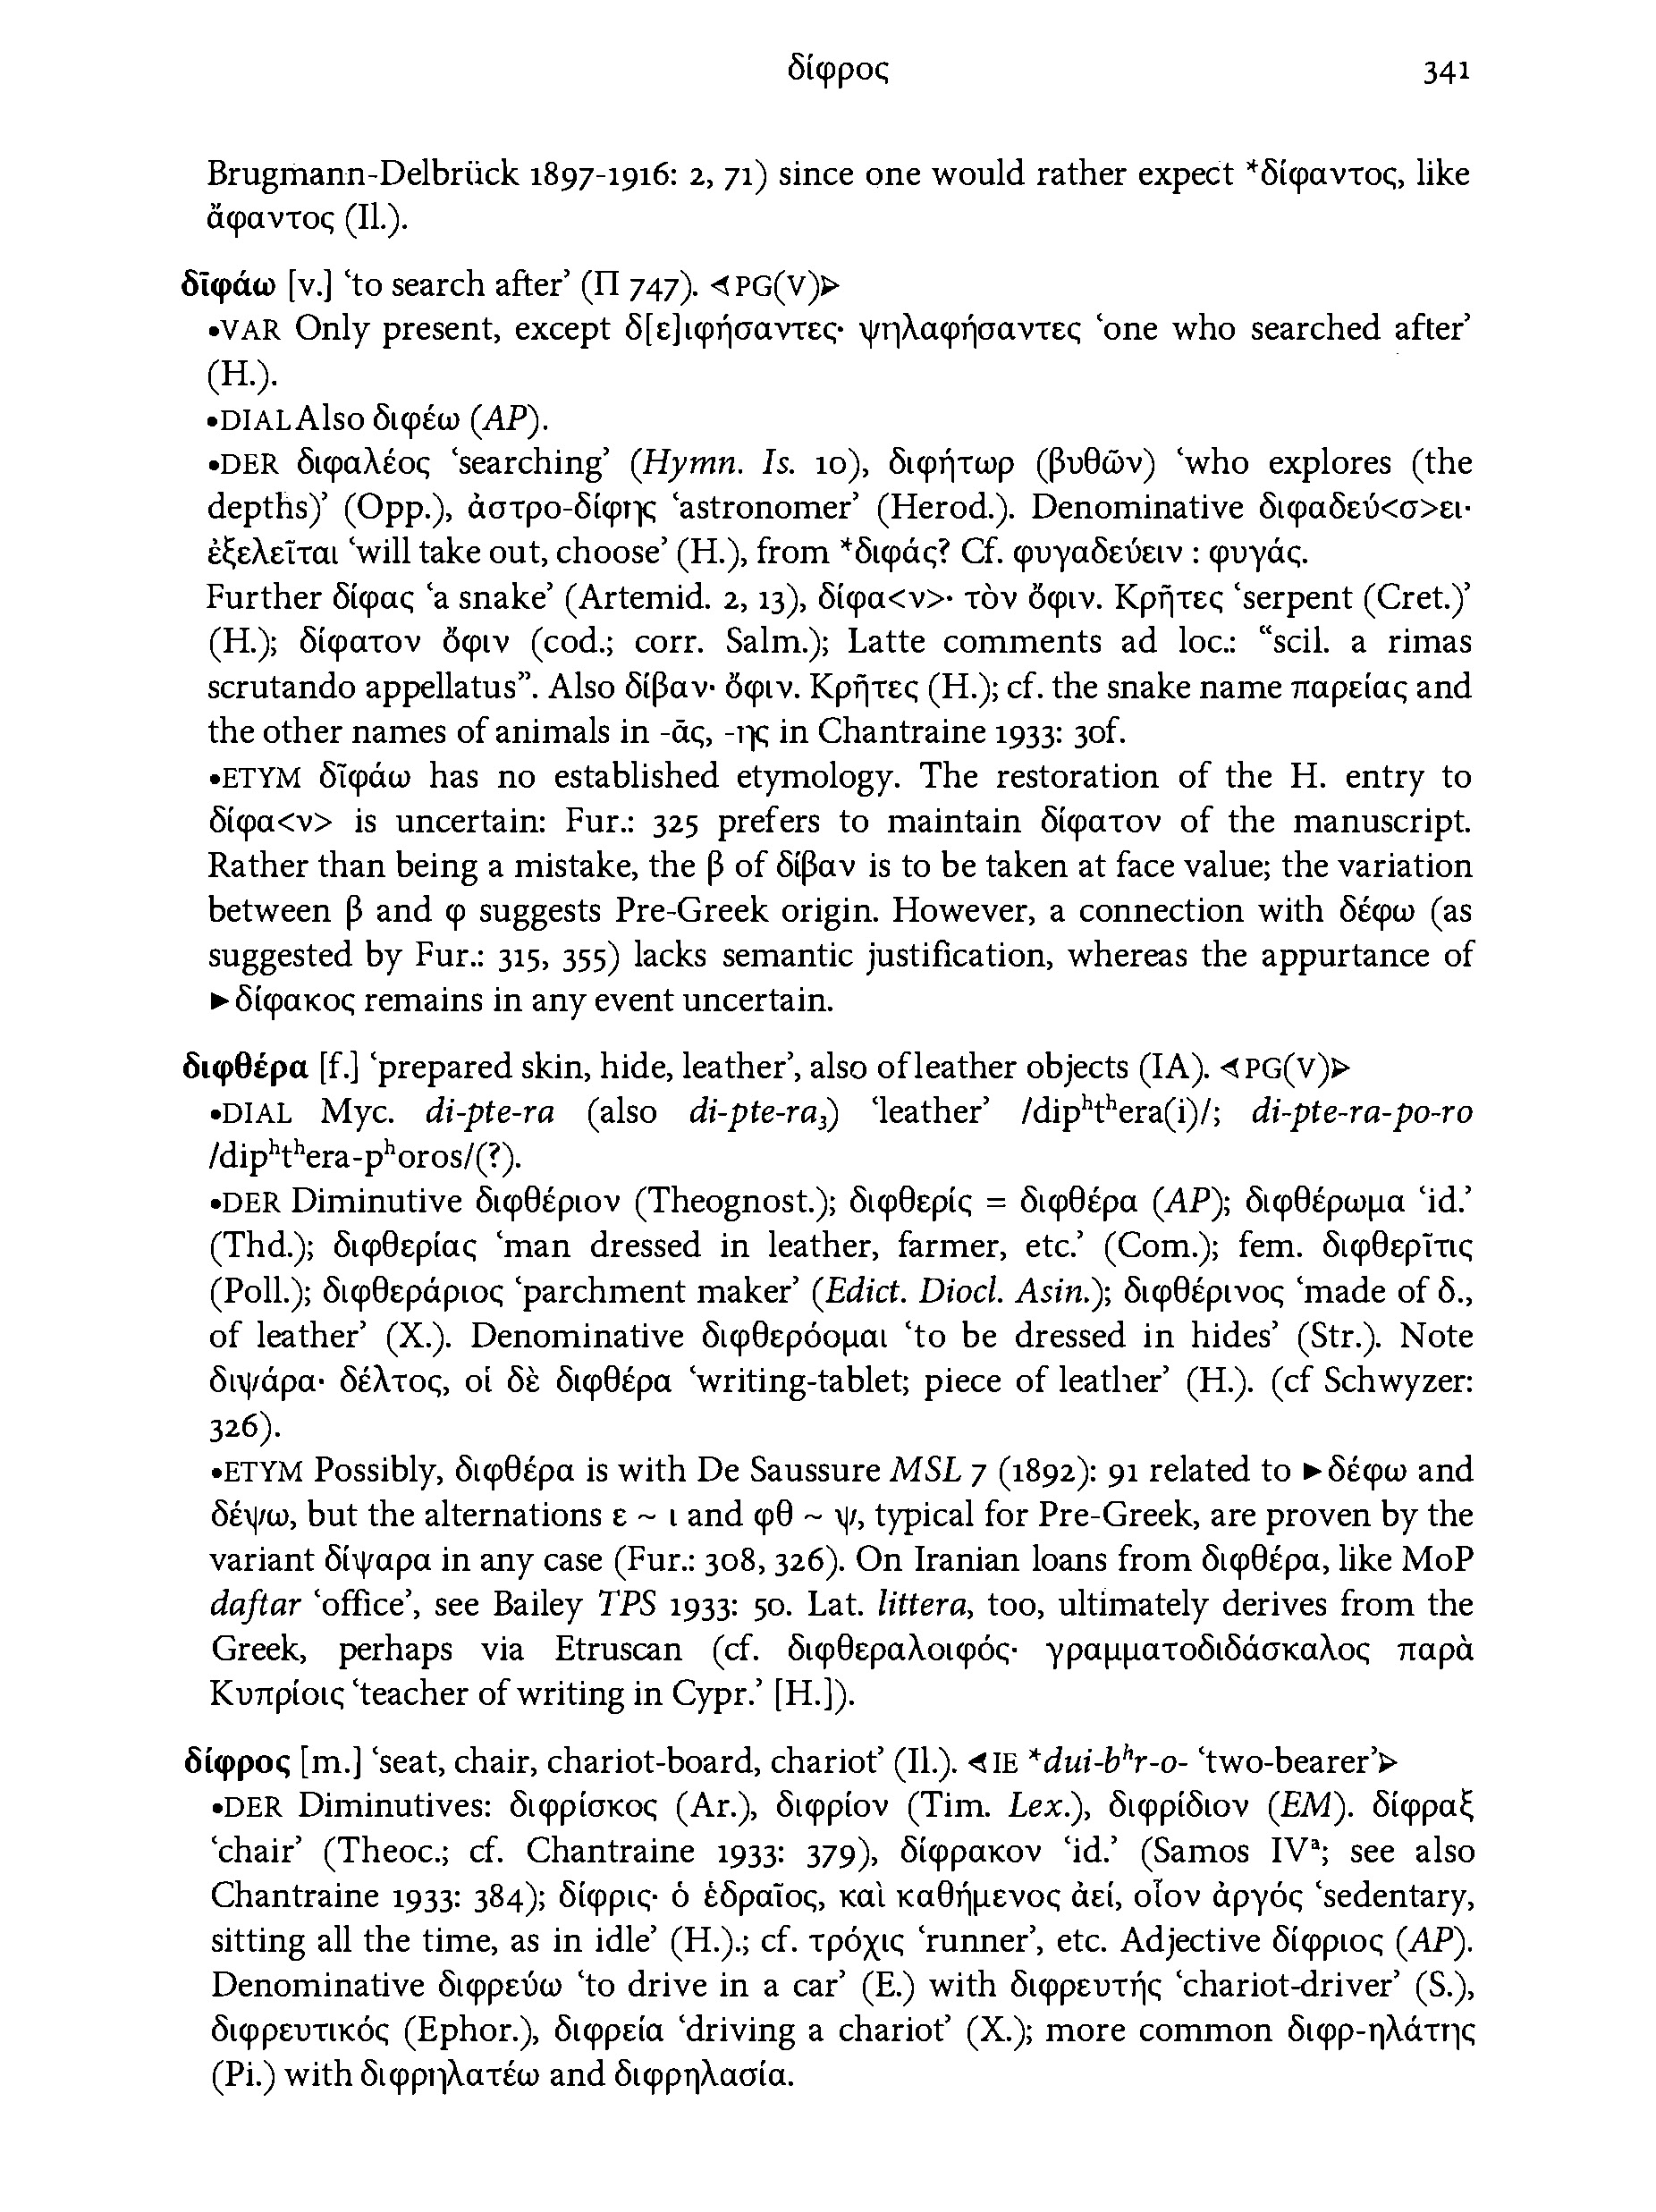 δίφρος 341
Brugmann-Delbrück 1897-1916: 2, 71) since one would rather expect *δίφαντος, like
ἄφαντος (Il.).
δῑφάω [v.] ‘to search after’ (Π 747). ⊲PG(V)⊳
•VAR Only present, except δ[ε]ιφήσαντες· ψηλαφήσαντες ‘one who searched after’
(H.).
•DIAL Also διφέω (AP).
•DER διφαλέος ‘searching’ (Hymn. Is. 10), διφήτωρ (βυθῶν) ‘who explores (the
depths)’ (Opp.), ἀστρο-δίφης ‘astronomer’ (Herod.). Denominative διφαδεύ<σ>ει·
ἐξελεῖται ‘will take out, choose’ (H.), from *διφάς? Cf. φυγαδεύειν : φυγάς.
Further δίφας ‘a snake’ (Artemid. 2, 13), δίφα<ν>· τὸν ὄφιν. Κρῆτες ‘serpent (Cret.)’
(H.); δίφατον ὄφιν (cod.; corr. Salm.); Latte comments ad loc.: “scil. a rimas
scrutando appellatus”. Also δίβαν· ὄφιν. Κρῆτες (H.); cf. the snake name παρείας and
the other names of animals in -ᾱς, -ης in Chantraine 1933: 30f.
•ETYM δῑφάω has no established etymology. The restoration of the H. entry to
δίφα<ν> is uncertain: Fur.: 325 prefers to maintain δίφατον of the manuscript.
Rather than being a mistake, the β of δίβαν is to be taken at face value; the variation
between β and φ suggests Pre-Greek origin. However, a connection with δέφω (as
suggested by Fur.: 315, 355) lacks semantic justification, whereas the appurtance of
►δίφακος remains in any event uncertain.
διφθέρα [f.] ‘prepared skin, hide, leather’, also of leather objects (IA). ⊲PG(V)⊳
•DIAL Myc. di-pte-ra (also di-pte-ra₃) ‘leather’ /dipʰtʰera(i)/; di-pte-ra-po-ro
/dipʰtʰera-pʰoros/(?).
•DER Diminutive διφθέριον (Theognost.); διφθερίς = διφθέρα (AP); διφθέρωμα ‘id.’
(Thd.); διφθερίας ‘man dressed in leather, farmer, etc.’ (Com.); fem. διφθερῖτις
(Poll.); διφθεράριος ‘parchment maker’ (Edict. Diocl. Asin.); διφθέρινος ‘made of δ.,
of leather’ (X.). Denominative διφθερόομαι ‘to be dressed in hides’ (Str.). Note
διψάρα· δέλτος, οἱ δὲ διφθέρα ‘writing-tablet; piece of leather’ (H.). (cf Schwyzer:
326).
•ETYM Possibly, διφθέρα is with De Saussure MSL 7 (1892): 91 related to ►δέφω and
δέψω, but the alternations ε ~ ι and φθ ~ ψ, typical for Pre-Greek, are proven by the
variant δίψαρα in any case (Fur.: 308, 326). On Iranian loans from διφθέρα, like MoP
daftar ‘office’, see Bailey TPS 1933: 50. Lat. littera, too, ultimately derives from the
Greek, perhaps via Etruscan (cf. διφθεραλοιφός· γραμματοδιδάσκαλος παρὰ
Κυπρίοις ‘teacher of writing in Cypr.’ [H.]).
δίφρος [m.] ‘seat, chair, chariot-board, chariot’ (Il.). ⊲IE *dui-bʰr-o- ‘two-bearer’⊳
•DER Diminutives: διφρίσκος (Ar.), διφρίον (Tim. Lex.), διφρίδιον (EM). δίφραξ
‘chair’ (Theoc.; cf. Chantraine 1933: 379), δίφρακον ‘id.’ (Samos IVᵃ; see also
Chantraine 1933: 384); δίφρις· ὁ ἑδραῖος, καὶ καθήμενος ἀεί, οἷον ἀργός ‘sedentary,
sitting all the time, as in idle’ (H.).; cf. τρόχις ‘runner’, etc. Adjective δίφριος (AP).
Denominative διφρεύω ‘to drive in a car’ (E.) with διφρευτής ‘chariot-driver’ (S.),
διφρευτικός (Ephor.), διφρεία ‘driving a chariot’ (X.); more common διφρ-ηλάτης
(Pi.) with διφρηλατέω and διφρηλασία.